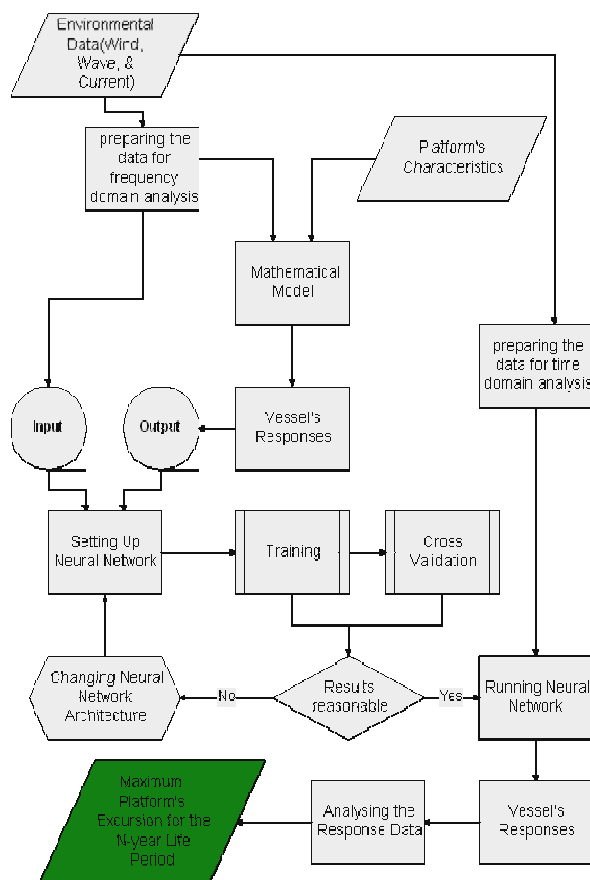 Environmental
Data(Wind,
Wave, &
Current)
preparing the
data for
frequency
domain analysis
Platform's
Characteristics
Mathematical
Model
preparing the
data for time
domain analysis
Input
Output
Vessel's
Responses
Setting Up
Neural Network
Training
Cross
Vaidation
Changing Neural
Network
Architecture
No
Results
reasonable
Yes
Running Neural
Network
Maximum
Platform's
Excursion for the
N-year Life
Period
Analysing the
Response Data
Vessel's
Responses